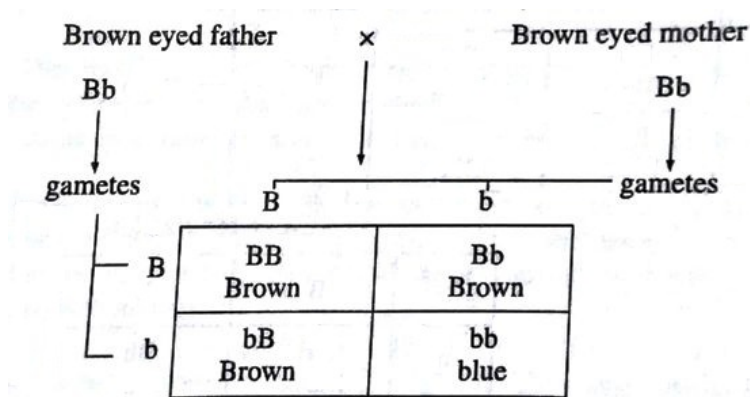 Brown eyed father × Brown eyed mother
Bb Bb
gametes gametes
B b
B BB Bb
Brown Brown
b bB bb
Brown blue